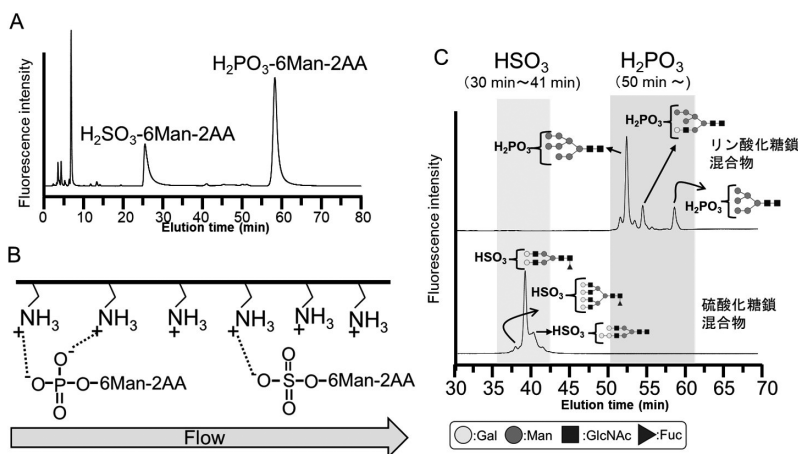 A
Fluorescence intensity
H₂SO₃-6Man-2AA
H₂PO₃-6Man-2AA
0 10 20 30 40 50 60 70 80
Elution time (min)
B
NH₃ NH₃ NH₃ NH₃ NH₃ NH₃
+ + + + + +
O⁻
⁻O-P-O-6Man-2AA
O
O
⁻O-S-O-6Man-2AA
O
Flow
C
HSO₃
（30 min～41 min)
H₂PO₃
（50 min ～)
Fluorescence intensity
H₂PO₃
H₂PO₃
リン酸化糖鎖
混合物
H₂PO₃
HSO₃
HSO₃
HSO₃
硫酸化糖鎖
混合物
30 35 40 45 50 55 60 65 70
Elution time (min)
:Gal :Man :GlcNAc :Fuc